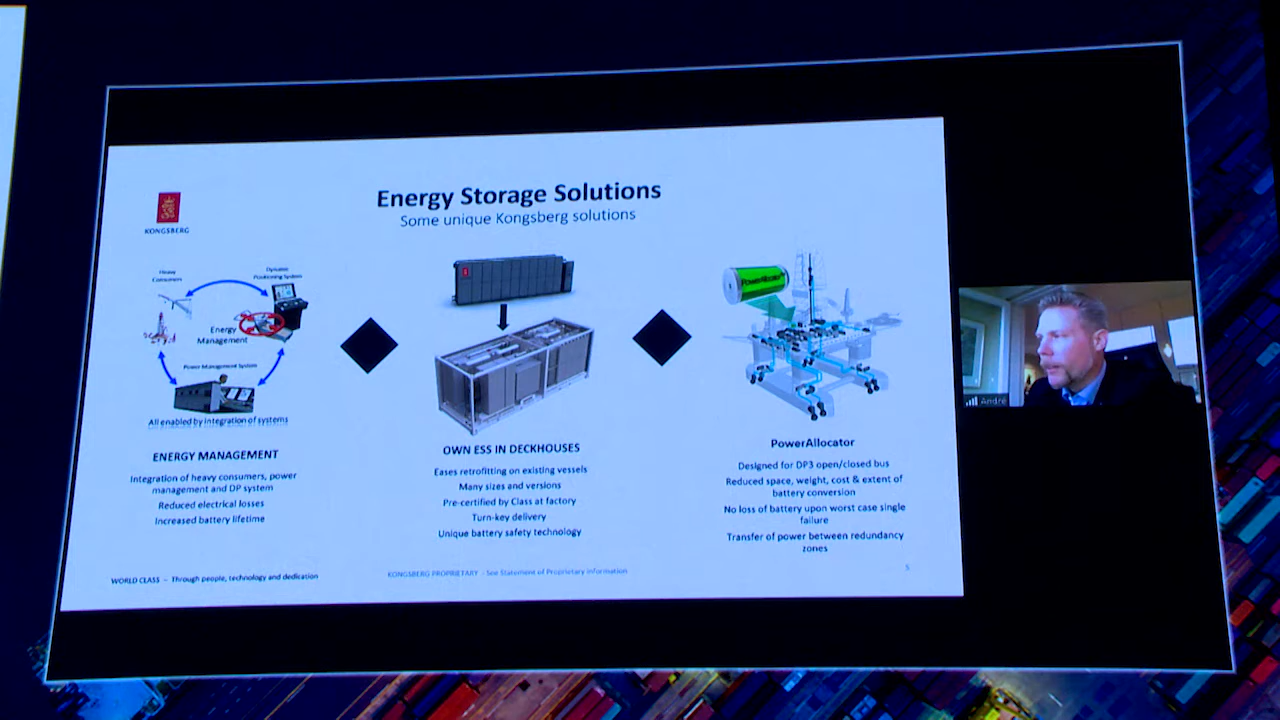 Energy Storage Solutions
Some unique Kongsberg solutions
KONGSBERG
Heavy
Consumers
Dynamic
Positioning System
Energy
Management
Power Management System
All enabled by integration of systems
ENERGY MANAGEMENT
Integration of heavy consumers, power
management and DP system
Reduced electrical losses
Increased battery lifetime
OWN ESS IN DECKHOUSES
Eases retrofitting on existing vessels
Many sizes and versions
Pre-certified by Class at factory
Turn-key delivery
Unique battery safety technology
PowerAllocator
PowerAllocator
Designed for DP3 open/closed bus
Reduced space, weight, cost & extent of
battery conversion
No loss of battery upon worst case single
failure
Transfer of power between redundancy
zones
WORLD CLASS – Through people, technology and dedication
KONGSBERG PROPRIETARY - See Statement of Proprietary information
5
André